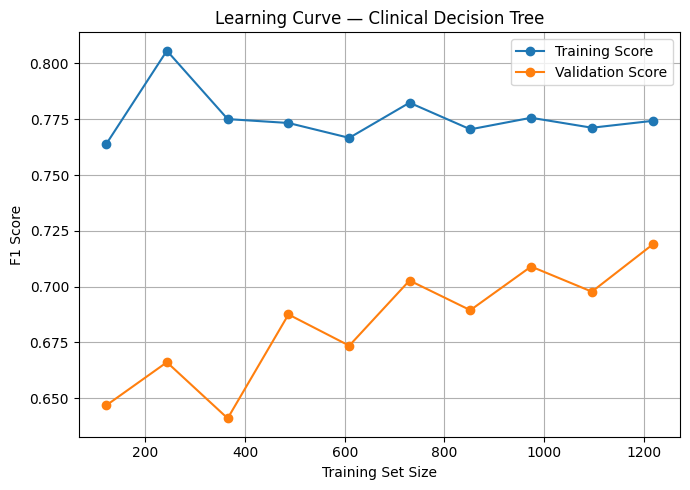 Learning Curve — Clinical Decision Tree
Training Score
Validation Score
F1 Score
0.800
0.775
0.750
0.725
0.700
0.675
0.650
200 400 600 800 1000 1200
Training Set Size